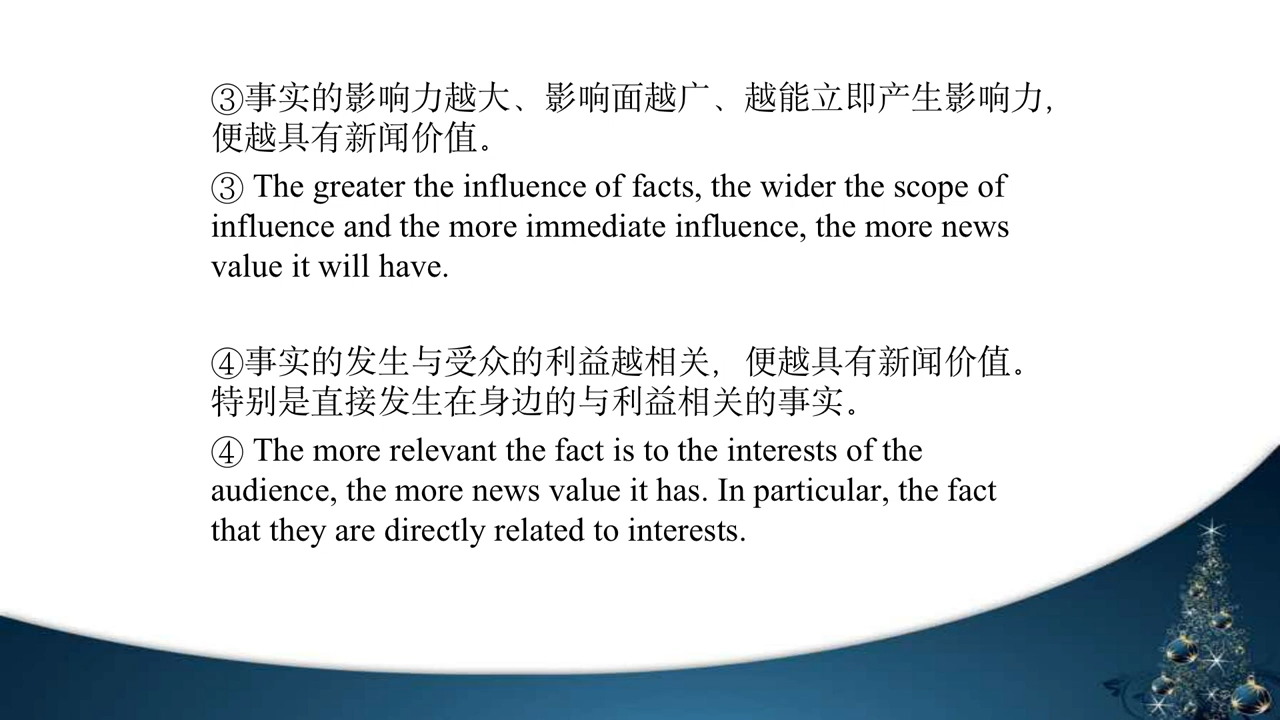 ③事实的影响力越大、影响面越广、越能立即产生影响力，
便越具有新闻价值。
③ The greater the influence of facts, the wider the scope of
influence and the more immediate influence, the more news
value it will have.
④事实的发生与受众的利益越相关，便越具有新闻价值。
特别是直接发生在身边的与利益相关的事实。
④ The more relevant the fact is to the interests of the
audience, the more news value it has. In particular, the fact
that they are directly related to interests.